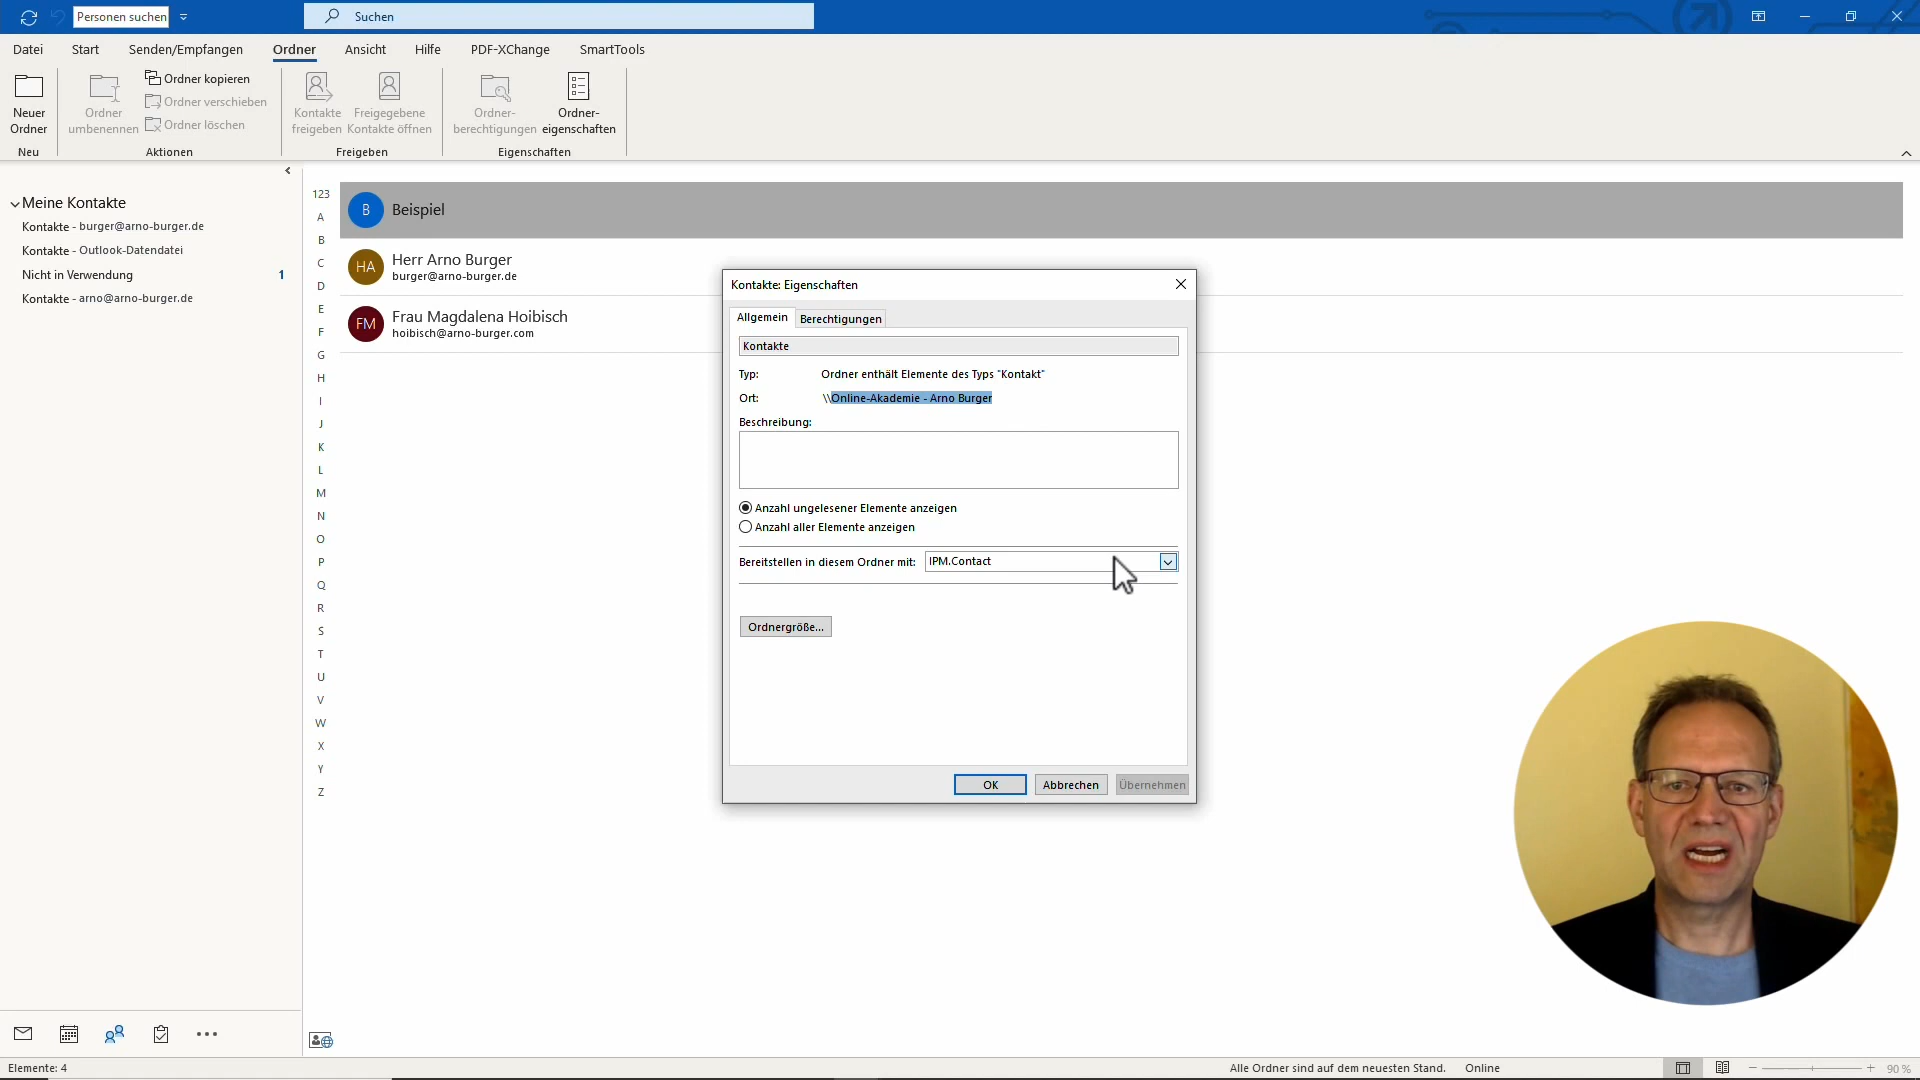 Personen suchen
Suchen
Datei Start Senden/Empfangen Ordner Ansicht Hilfe PDF-XChange SmartTools
Neuer Ordner
Ordner umbenennen
Ordner kopieren
Ordner verschieben
Ordner löschen
Kontakte freigeben
Freigegebene Kontakte öffnen
Ordner-berechtigungen
Ordner-eigenschaften
Neu Aktionen Freigeben Eigenschaften
Meine Kontakte
Kontakte - burger@arno-burger.de
Kontakte - Outlook-Datendatei
Nicht in Verwendung 1
Kontakte - arno@arno-burger.de
123
A
B
C
D
E
F
G
H
I
J
K
L
M
N
O
P
Q
R
S
T
U
V
W
X
Y
Z
B Beispiel
HA Herr Arno Burger
burger@arno-burger.de
FM Frau Magdalena Hoibisch
hoibisch@arno-burger.com
Kontakte: Eigenschaften
Allgemein Berechtigungen
Kontakte
Typ: Ordner enthält Elemente des Typs "Kontakt"
Ort: \\Online-Akademie - Arno Burger
Beschreibung:
Anzahl ungelesener Elemente anzeigen
Anzahl aller Elemente anzeigen
Bereitstellen in diesem Ordner mit: IPM.Contact
Ordnergröße...
OK Abbrechen Übernehmen
Elemente: 4
Alle Ordner sind auf dem neuesten Stand. Online
90 %